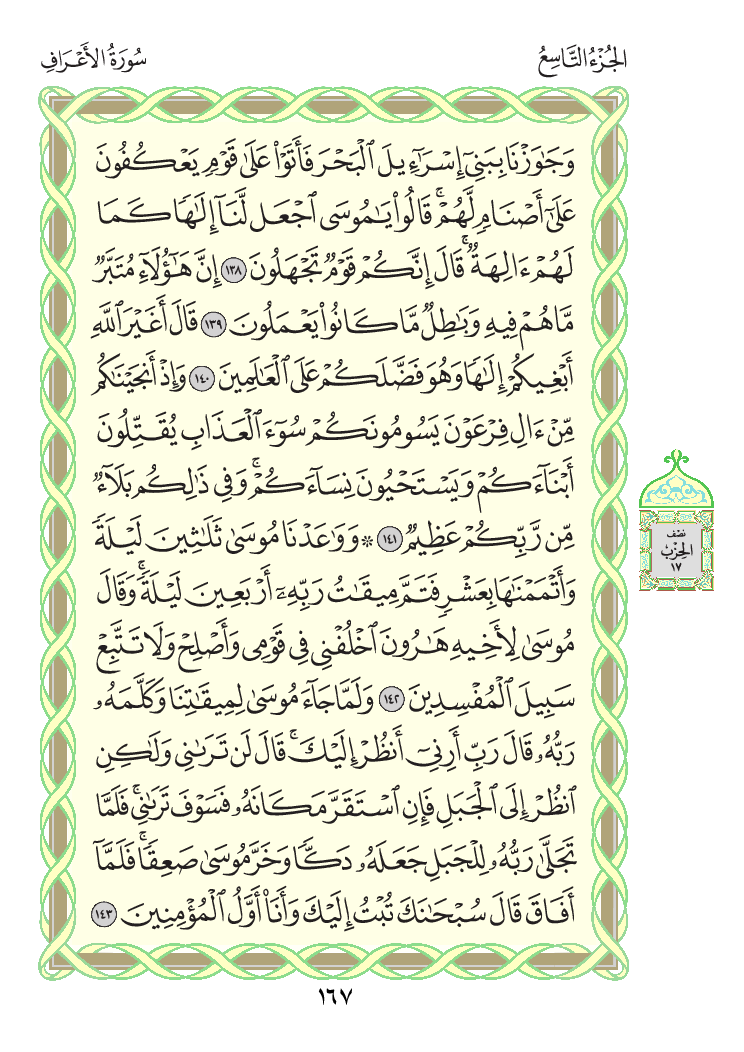 الجُزْءُ التَّاسِعُ
سُورَةُ الأَعْرَافِ
وَجَٰوَزْنَا بِبَنِىٓ إِسْرَٰٓءِيلَ ٱلْبَحْرَ فَأَتَوْا۟ عَلَىٰ قَوْمٍ يَعْكُفُونَ
عَلَىٰٓ أَصْنَامٍ لَّهُمْ ۚ قَالُوا۟ يَٰمُوسَى ٱجْعَل لَّنَآ إِلَٰهًا كَمَا
لَهُمْ ءَالِهَةٌ ۚ قَالَ إِنَّكُمْ قَوْمٌ تَجْهَلُونَ ١٣٨ إِنَّ هَٰٓؤُلَآءِ مُتَبَّرٌ
مَّا هُمْ فِيهِ وَبَٰطِلٌ مَّا كَانُوا۟ يَعْمَلُونَ ١٣٩ قَالَ أَغَيْرَ ٱللَّهِ
أَبْغِيكُمْ إِلَٰهًا وَهُوَ فَضَّلَكُمْ عَلَى ٱلْعَٰلَمِينَ ١٤٠ وَإِذْ أَنجَيْنَٰكُم
مِّنْ ءَالِ فِرْعَوْنَ يَسُومُونَكُمْ سُوٓءَ ٱلْعَذَابِ يُقَتِّلُونَ
أَبْنَآءَكُمْ وَيَسْتَحْيُونَ نِسَآءَكُمْ ۚ وَفِى ذَٰلِكُم بَلَآءٌ
مِّن رَّبِّكُمْ عَظِيمٌ ١٤١ ۞ وَوَٰعَدْنَا مُوسَىٰ ثَلَٰثِينَ لَيْلَةً
وَأَتْمَمْنَٰهَا بِعَشْرٍ فَتَمَّ مِيقَٰتُ رَبِّهِۦٓ أَرْبَعِينَ لَيْلَةً ۚ وَقَالَ
مُوسَىٰ لِأَخِيهِ هَٰرُونَ ٱخْلُفْنِى فِى قَوْمِى وَأَصْلِحْ وَلَا تَتَّبِعْ
سَبِيلَ ٱلْمُفْسِدِينَ ١٤٢ وَلَمَّا جَآءَ مُوسَىٰ لِمِيقَٰتِنَا وَكَلَّمَهُۥ
رَبُّهُۥ قَالَ رَبِّ أَرِنِىٓ أَنظُرْ إِلَيْكَ ۚ قَالَ لَن تَرَىٰنِى وَلَٰكِنِ
ٱنظُرْ إِلَى ٱلْجَبَلِ فَإِنِ ٱسْتَقَرَّ مَكَانَهُۥ فَسَوْفَ تَرَىٰنِى ۚ فَلَمَّا
تَجَلَّىٰ رَبُّهُۥ لِلْجَبَلِ جَعَلَهُۥ دَكًّا وَخَرَّ مُوسَىٰ صَعِقًا ۚ فَلَمَّآ
أَفَاقَ قَالَ سُبْحَٰنَكَ تُبْتُ إِلَيْكَ وَأَنَا۠ أَوَّلُ ٱلْمُؤْمِنِينَ ١٤٣
نصف
الحِزْب
١٧
١٦٧